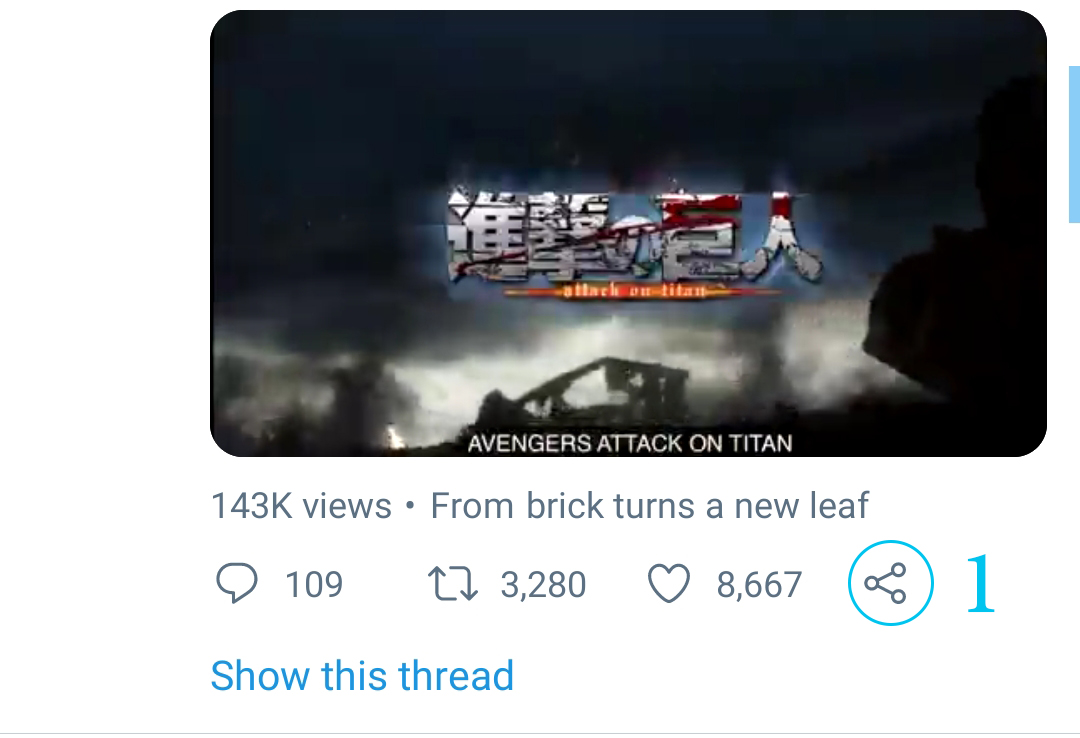 進撃の巨人
attack on titan
AVENGERS ATTACK ON TITAN
143K views • From brick turns a new leaf
109 3,280 8,667 1
Show this thread